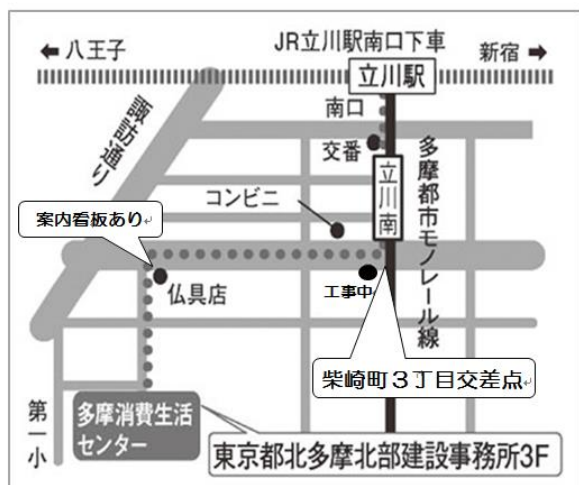 JR立川駅南口下車
← 八王子
新宿 →
立川駅
南口
諏訪通り
交番
立川南
多摩都市モノレール線
コンビニ
案内看板あり
仏具店
工事中
柴崎町3丁目交差点
第一小
多摩消費生活
センター
東京都北多摩北部建設事務所3F